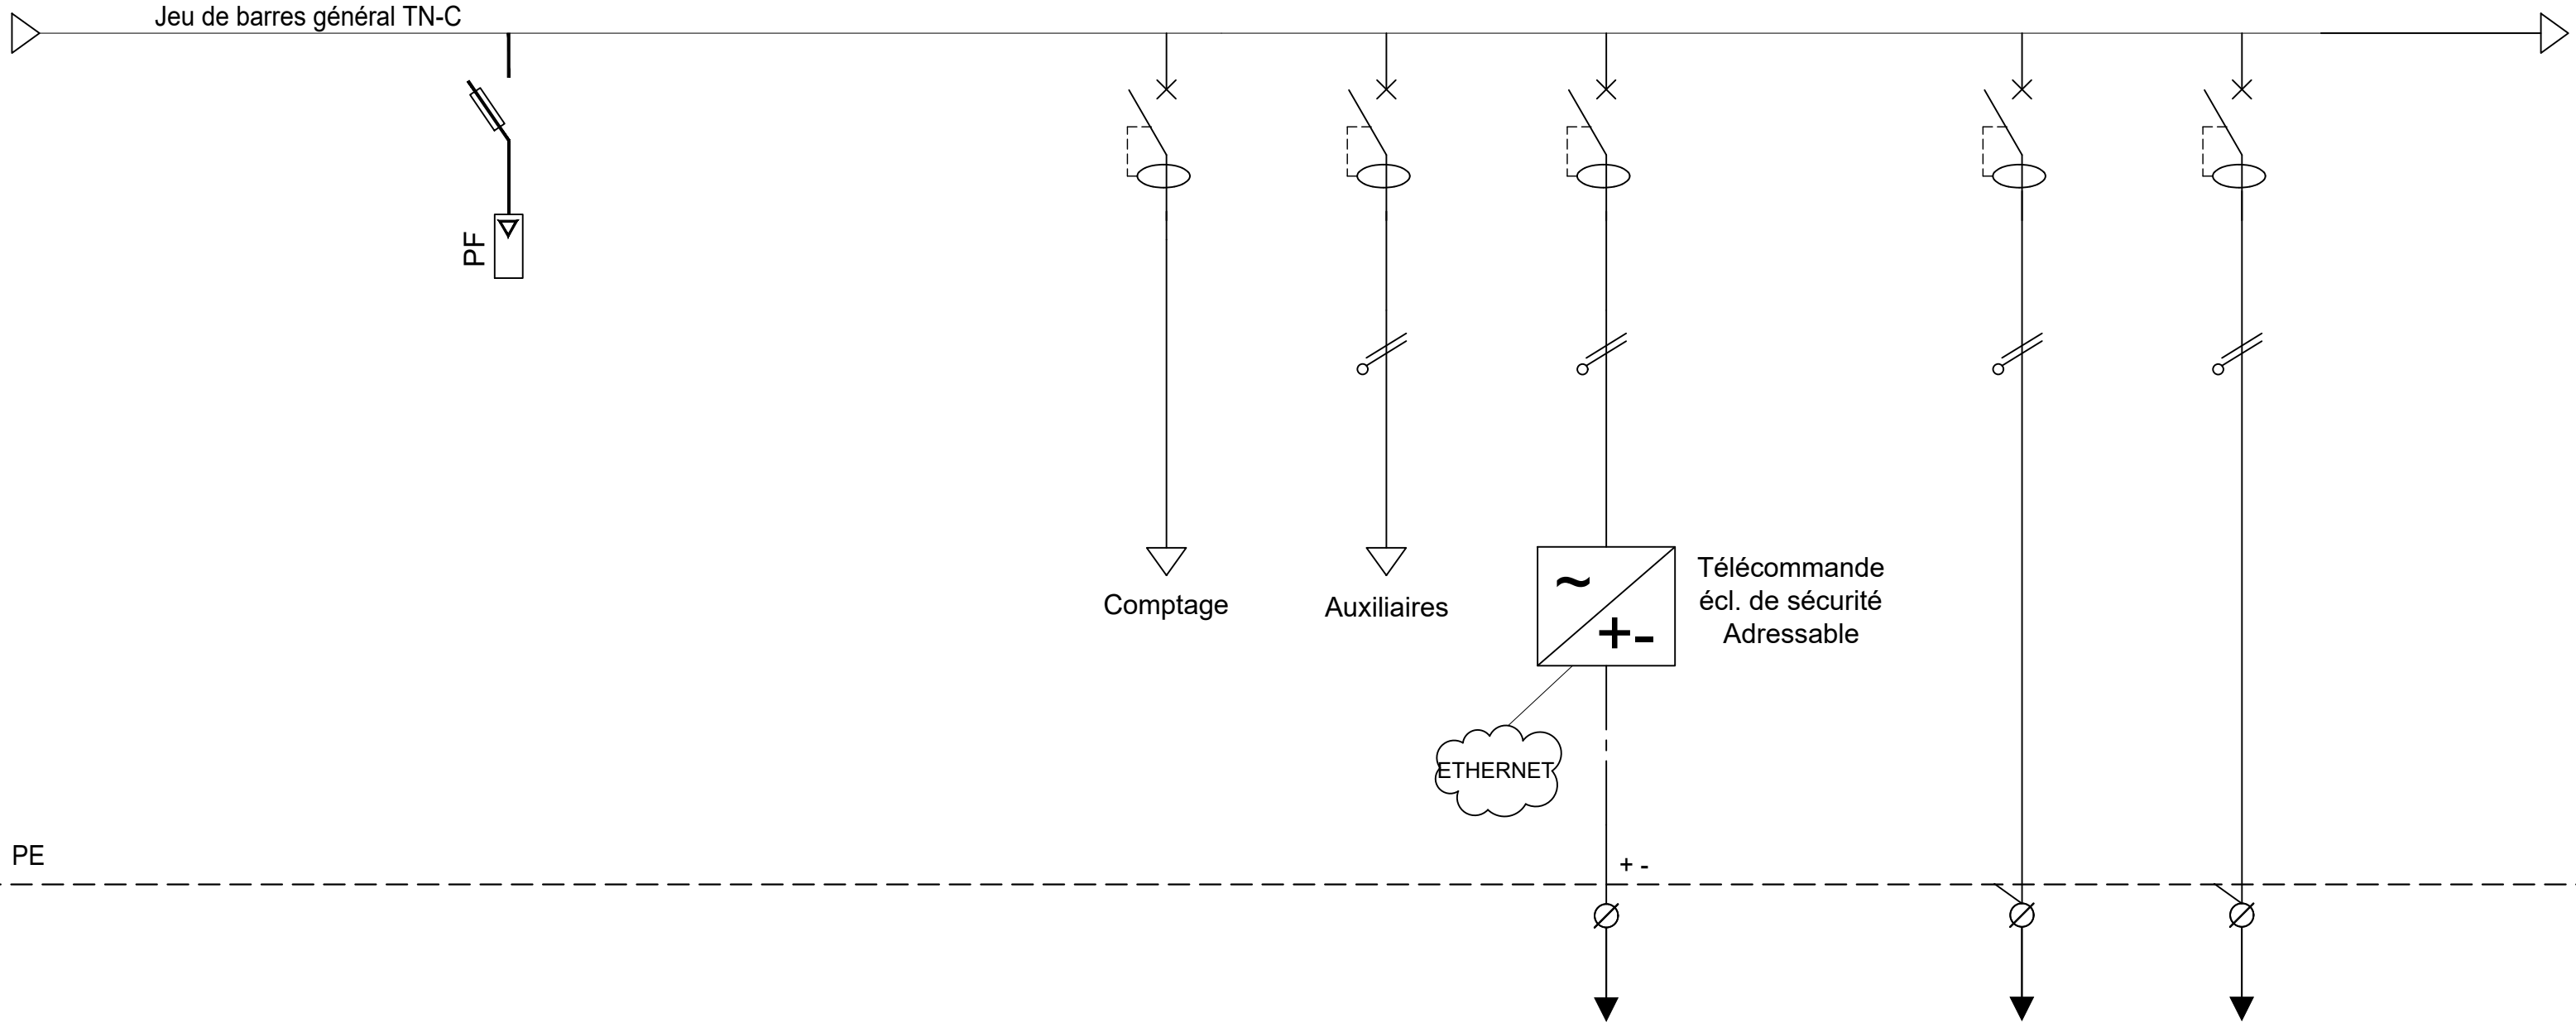 Jeu de barres général TN-C
PF
Comptage
Auxiliaires
~
+-
Télécommande
écl. de sécurité
Adressable
ETHERNET
PE
+ -